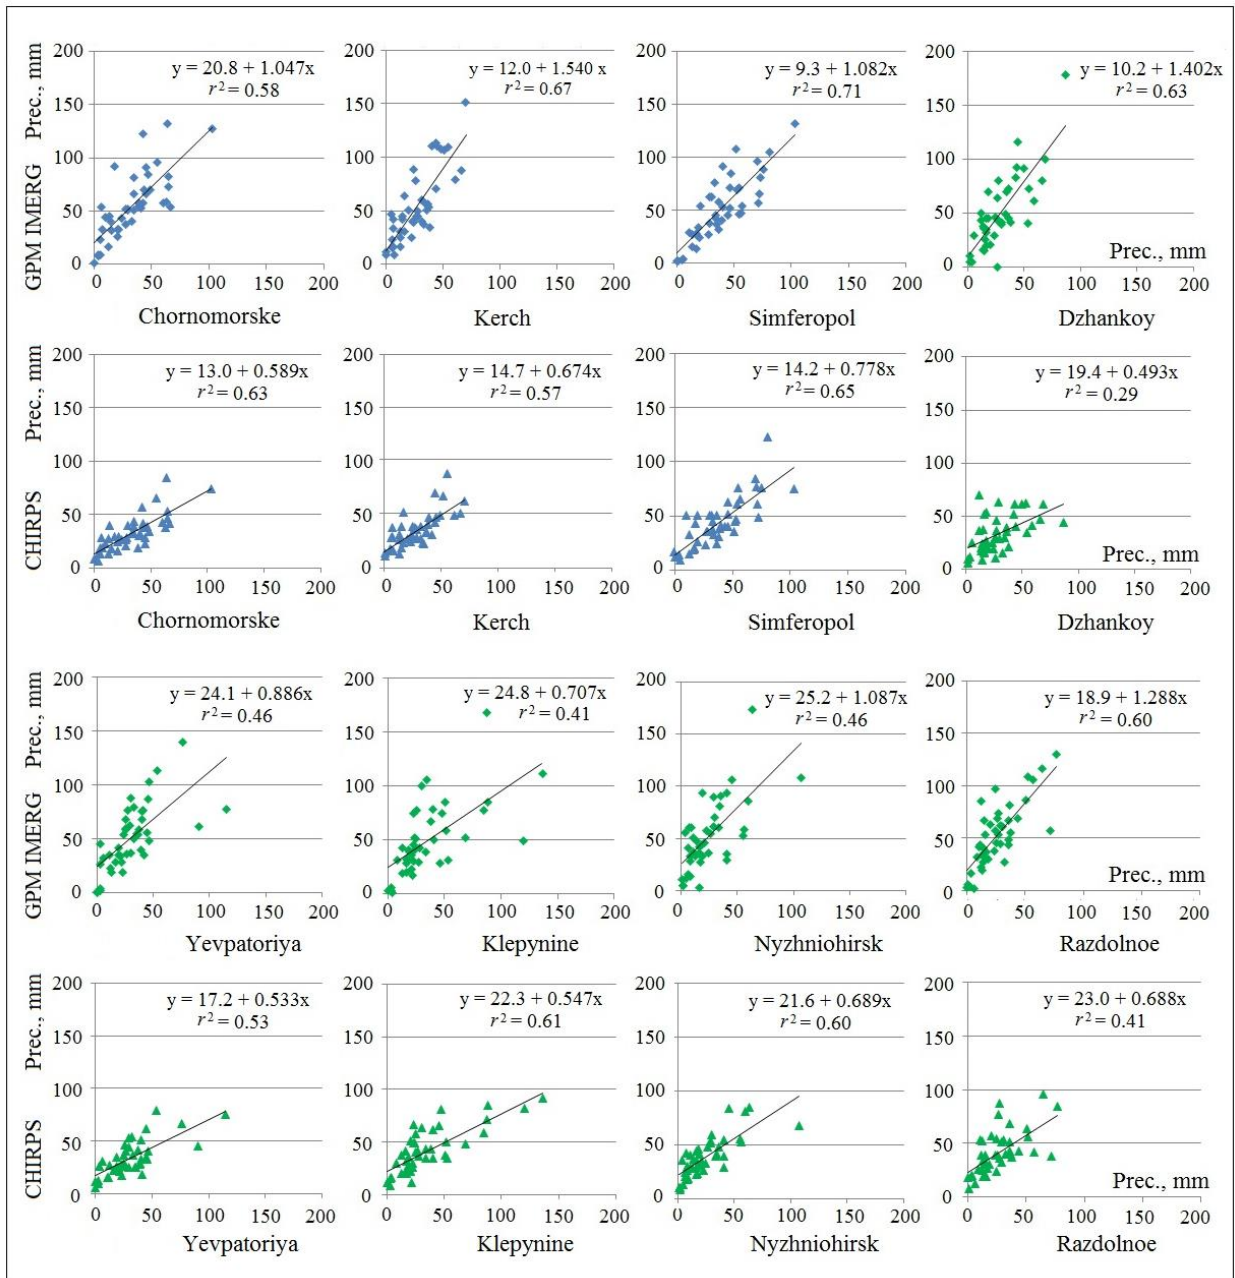 Prec., mm
GPM IMERG
200
150
100
50
0
y = 20.8 + 1.047x
r² = 0.58
0 50 100 150 200
Chornomorske
200
150
100
50
0
y = 12.0 + 1.540 x
r² = 0.67
0 50 100 150 200
Kerch
200
150
100
50
0
y = 9.3 + 1.082x
r² = 0.71
0 50 100 150 200
Simferopol
200
150
100
50
0
y = 10.2 + 1.402x
r² = 0.63
Prec., mm
0 50 100 150 200
Dzhankoy
Prec., mm
CHIRPS
200
150
100
50
0
y = 13.0 + 0.589x
r² = 0.63
0 50 100 150 200
Chornomorske
200
150
100
50
0
y = 14.7 + 0.674x
r² = 0.57
0 50 100 150 200
Kerch
200
150
100
50
0
y = 14.2 + 0.778x
r² = 0.65
0 50 100 150 200
Simferopol
200
150
100
50
0
y = 19.4 + 0.493x
r² = 0.29
Prec., mm
0 50 100 150 200
Dzhankoy
Prec., mm
GPM IMERG
200
150
100
50
0
y = 24.1 + 0.886x
r² = 0.46
0 50 100 150 200
Yevpatoriya
200
150
100
50
0
y = 24.8 + 0.707x
r² = 0.41
0 50 100 150 200
Klepynine
200
150
100
50
0
y = 25.2 + 1.087x
r² = 0.46
0 50 100 150 200
Nyzhniohirsk
200
150
100
50
0
y = 18.9 + 1.288x
r² = 0.60
Prec., mm
0 50 100 150 200
Razdolnoe
Prec., mm
CHIRPS
200
150
100
50
0
y = 17.2 + 0.533x
r² = 0.53
0 50 100 150 200
Yevpatoriya
200
150
100
50
0
y = 22.3 + 0.547x
r² = 0.61
0 50 100 150 200
Klepynine
200
150
100
50
0
y = 21.6 + 0.689x
r² = 0.60
0 50 100 150 200
Nyzhniohirsk
200
150
100
50
0
y = 23.0 + 0.688x
r² = 0.41
Prec., mm
0 50 100 150 200
Razdolnoe